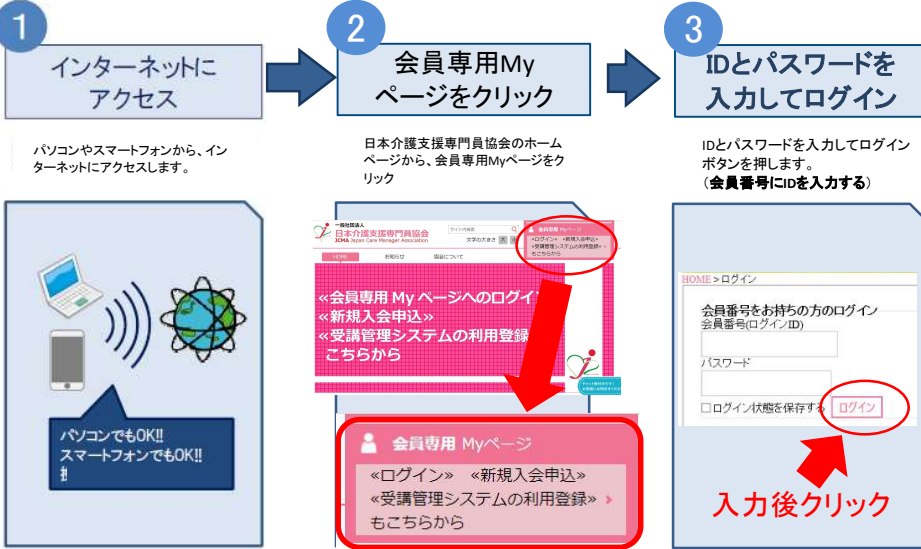 1
インターネットに
アクセス
パソコンやスマートフォンから、イン
ターネットにアクセスします。
パソコンでもOK!!
スマートフォンでもOK!!
2
会員専用My
ページをクリック
日本介護支援専門員協会のホーム
ページから、会員専用Myページをク
リック
一般社団法人
日本介護支援専門員協会
JCMA Japan Care Manager Association
サイト内検索
文字の大きさ 大
会員専用 Myページ
«ログイン» «新規入会申込»
«受講管理システムの利用登録» ›
もこちらから
HOME
お知らせ
協会について
«会員専用 My ページへのログイ
«新規入会申込»
«受講管理システムの利用登録
こちらから
会員専用 Myページ
«ログイン» «新規入会申込»
«受講管理システムの利用登録» ›
もこちらから
3
IDとパスワードを
入力してログイン
IDとパスワードを入力してログイン
ボタンを押します。
（会員番号にIDを入力する）
HOME > ログイン
会員番号をお持ちの方のログイン
会員番号(ログインID)
パスワード
□ログイン状態を保存する ログイン
入力後クリック